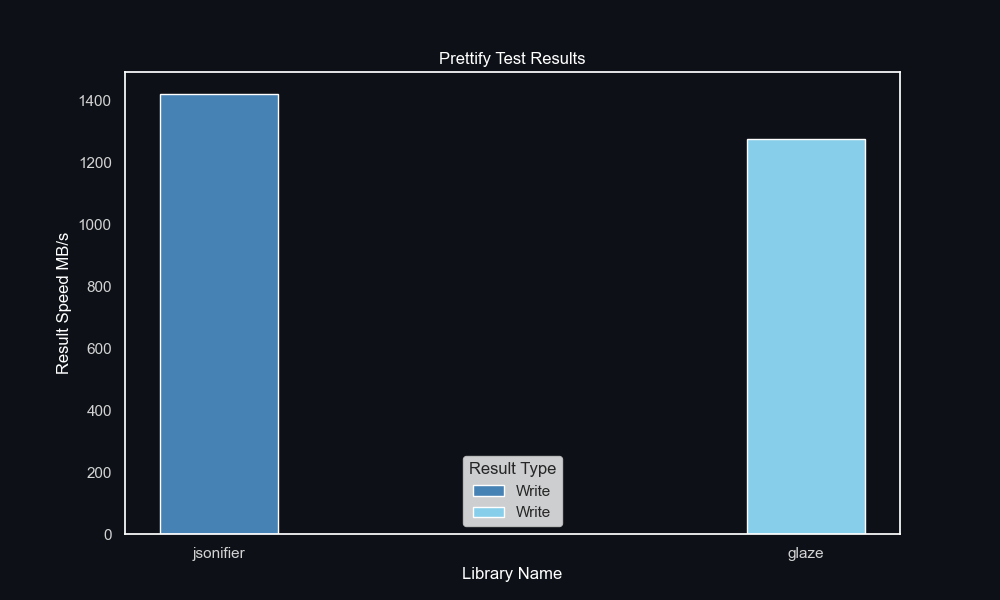 Prettify Test Results
1400
1200
1000
800
600
400
200
0
Result Speed MB/s
Result Type
Write
Write
jsonifier
glaze
Library Name